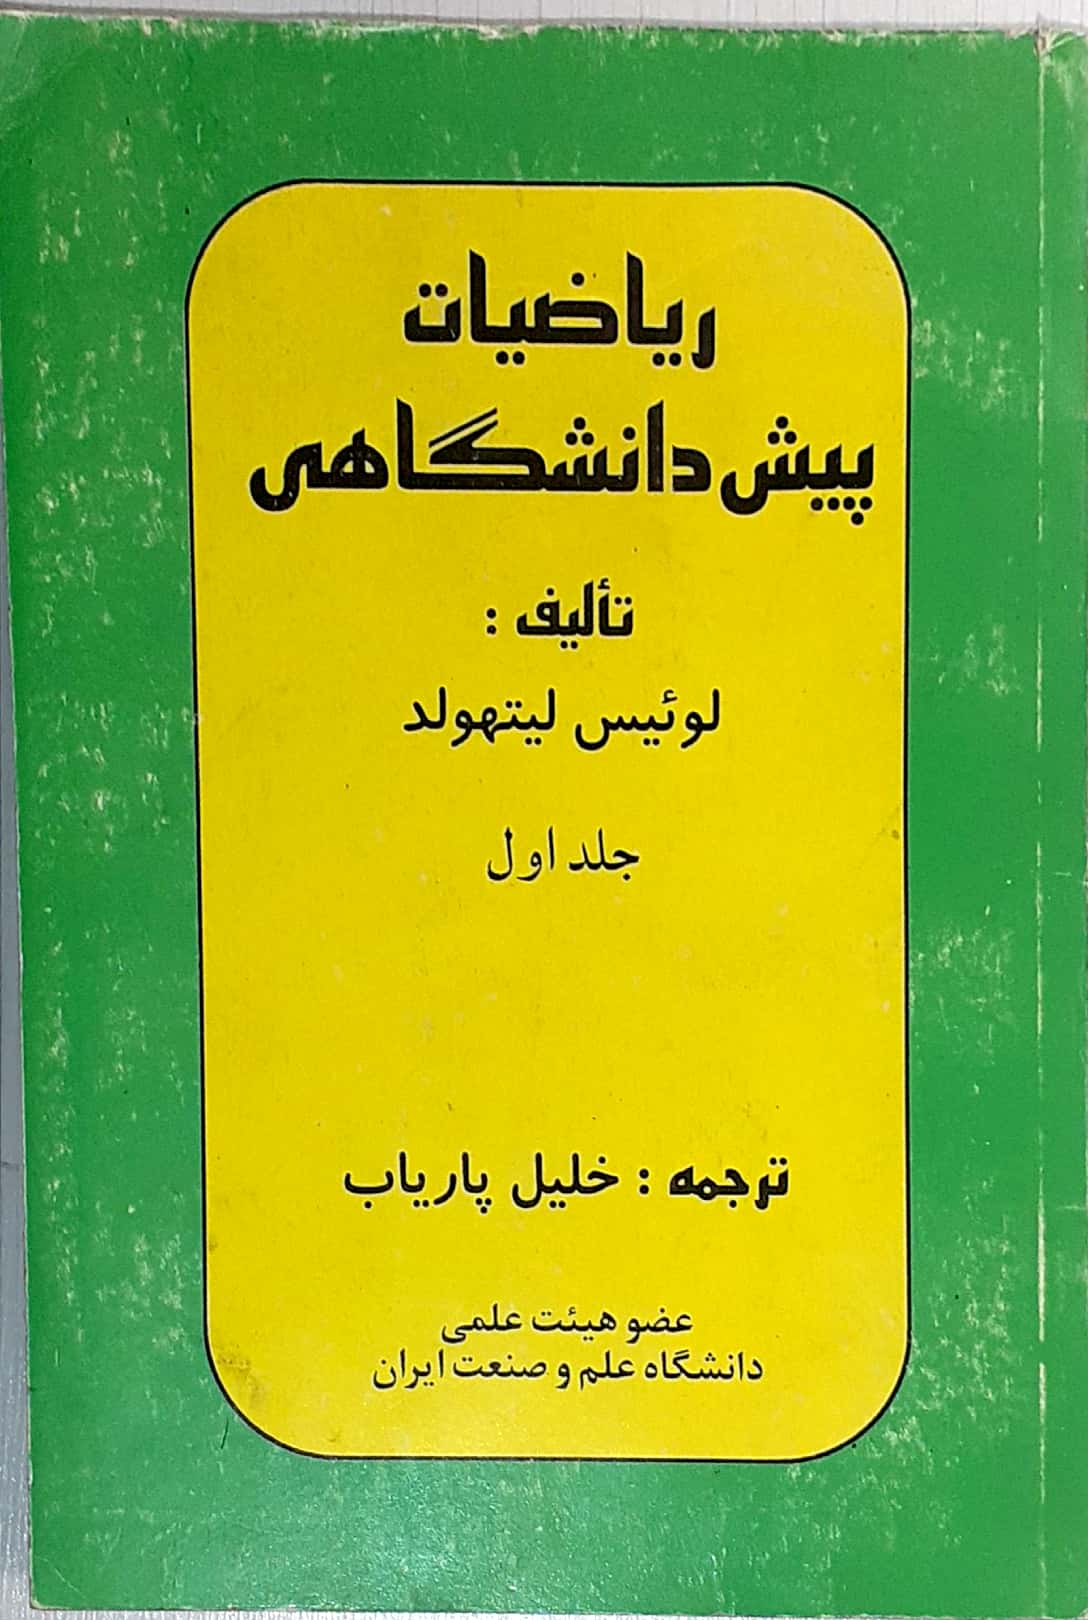 ریاضیات
پیش دانشگاهی
تألیف :
لوئیس لیتهولد
جلد اول
ترجمه : خلیل پاریاب
عضو هیئت علمی
دانشگاه علم و صنعت ایران